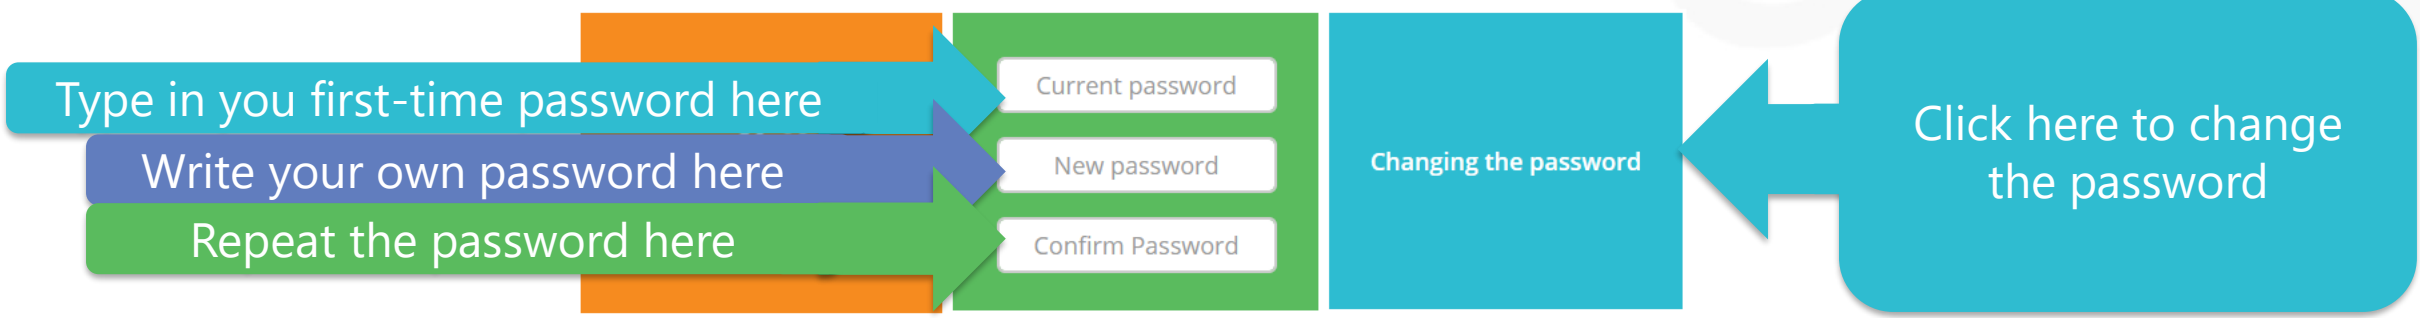 Type in you first-time password here
Write your own password here
Repeat the password here
Current password
New password
Confirm Password
Changing the password
Click here to change
the password